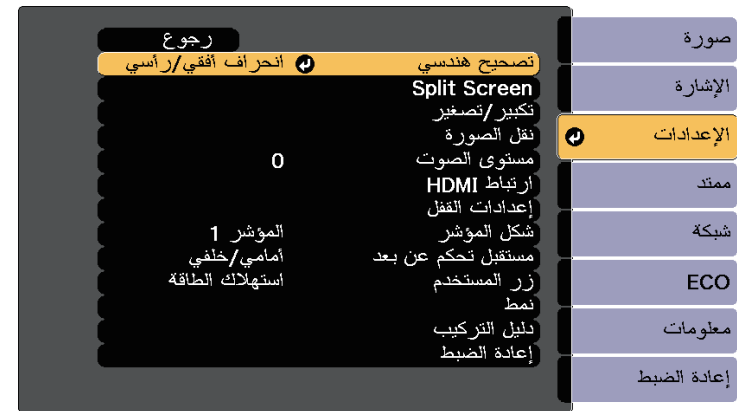 صورة
الإشارة
الإعدادات
ممتد
شبكة
ECO
معلومات
إعادة الضبط
رجوع
تصحيح هندسي انحراف أفقي/رأسي
Split Screen
تكبير/تصغير
نقل الصورة
مستوى الصوت 0
ارتباط HDMI
إعدادات القفل
شكل المؤشر المؤشر 1
مستقبل تحكم عن بعد أمامي/خلفي
زر المستخدم استهلاك الطاقة
نمط
دليل التركيب
إعادة الضبط